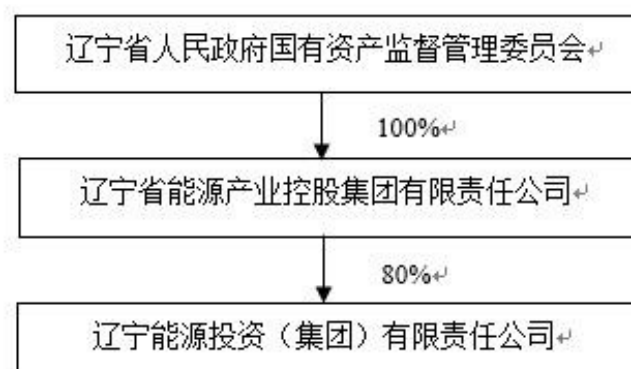 辽宁省人民政府国有资产监督管理委员会↵
100%↵
辽宁省能源产业控股集团有限责任公司↵
80%↵
辽宁能源投资（集团）有限责任公司↵